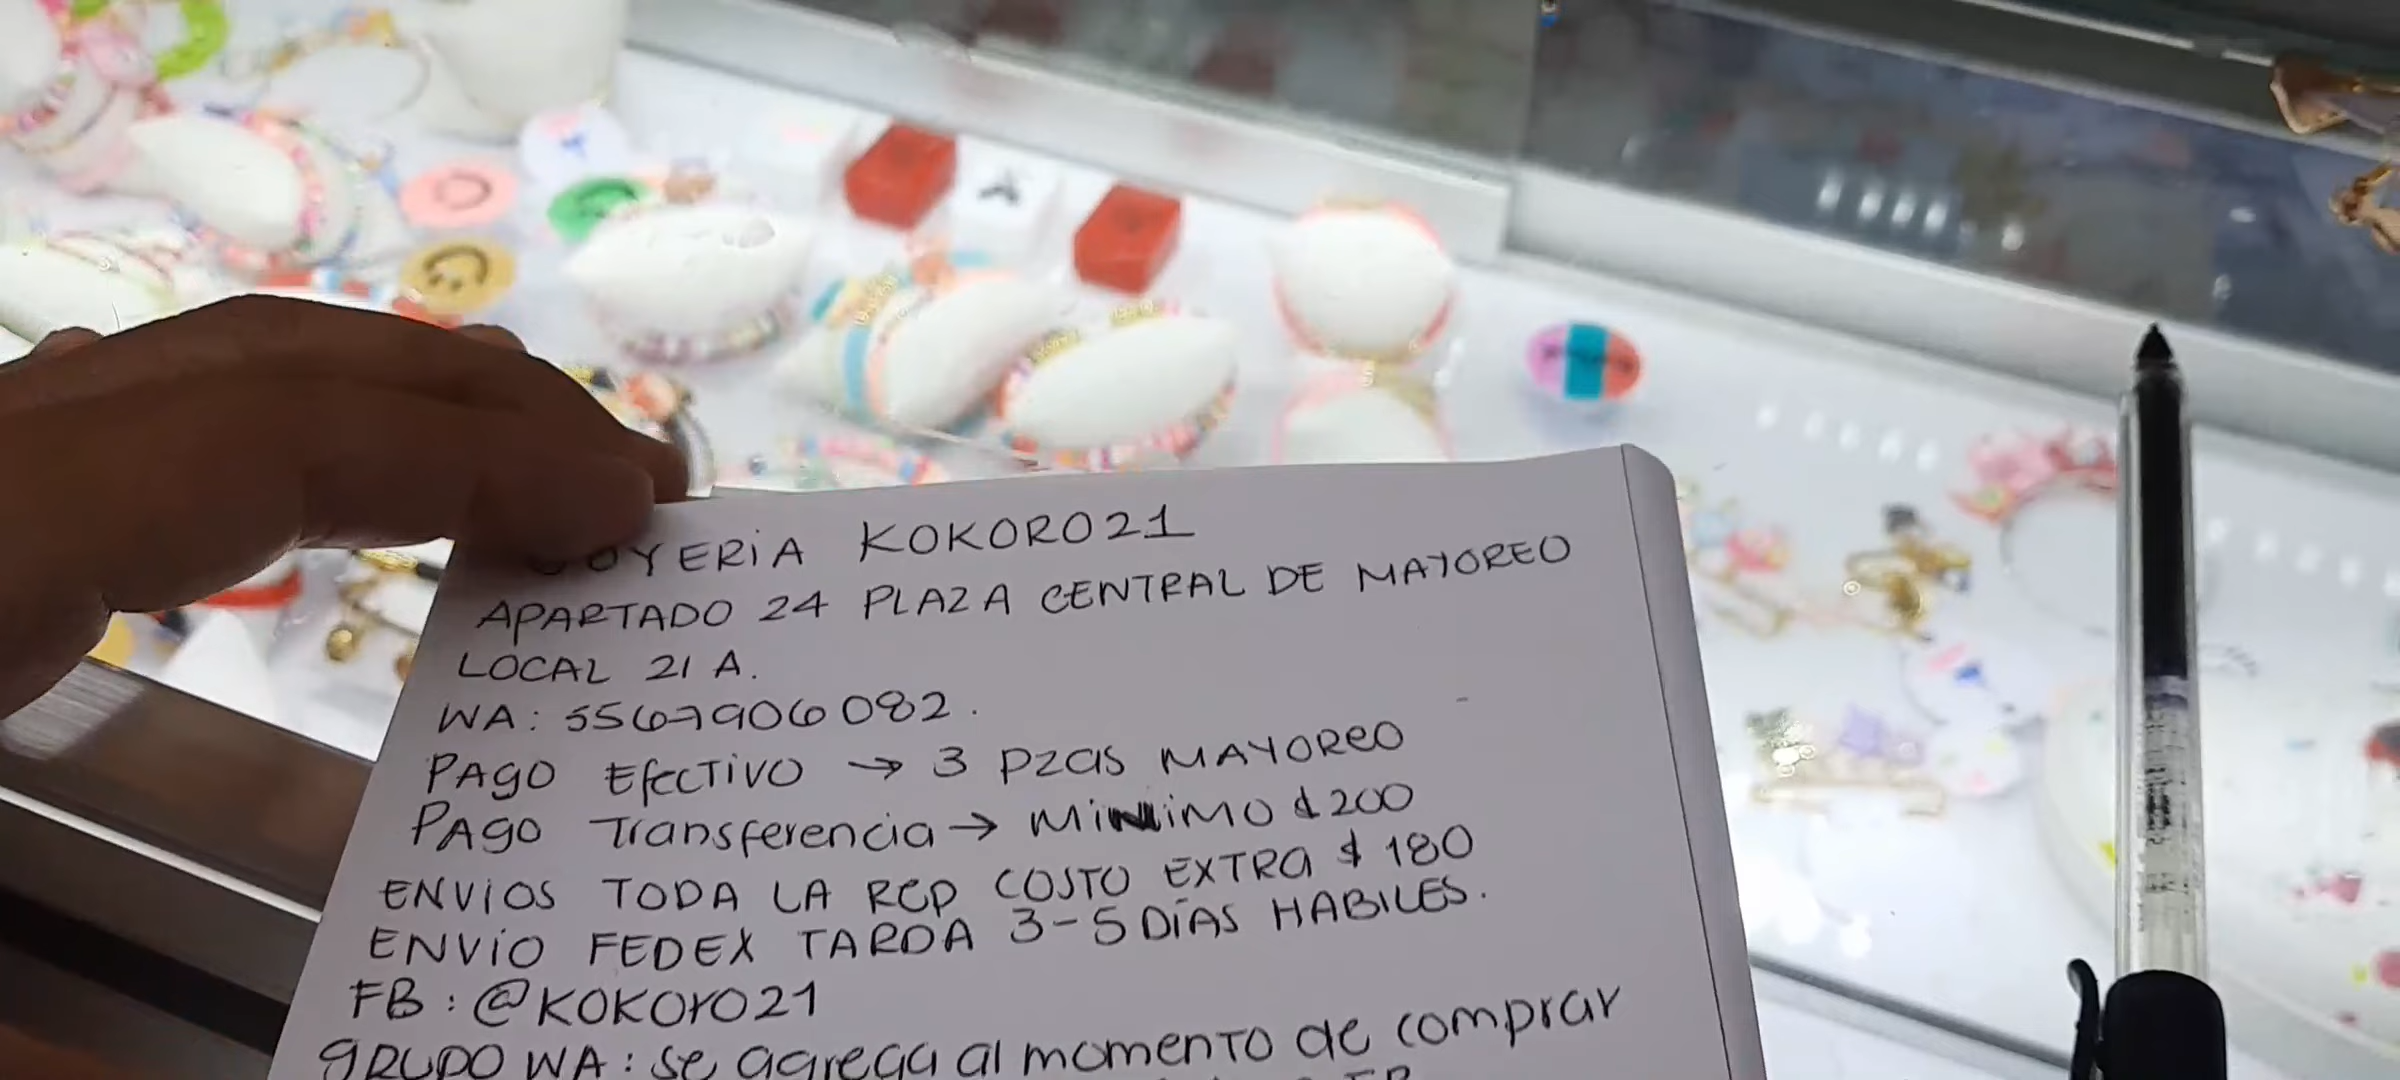 JOYERiA KOKORO21
APARTADO 24 PLAZA CENTRAL DE MAYOREO
LOCAL 21 A.
WA: 5567906082.
PAGO EfecTivo → 3 Pzas MAYOReo
PAgo Transferencia → MiNiMO $200
ENViOS TODA LA REP COSTO EXTRa $ 180
ENViO FEDEX TARDA 3-5 DÍAS HABILES.
FB: @KOKOro21
gRUPO WA: se agrega al momento de comprar